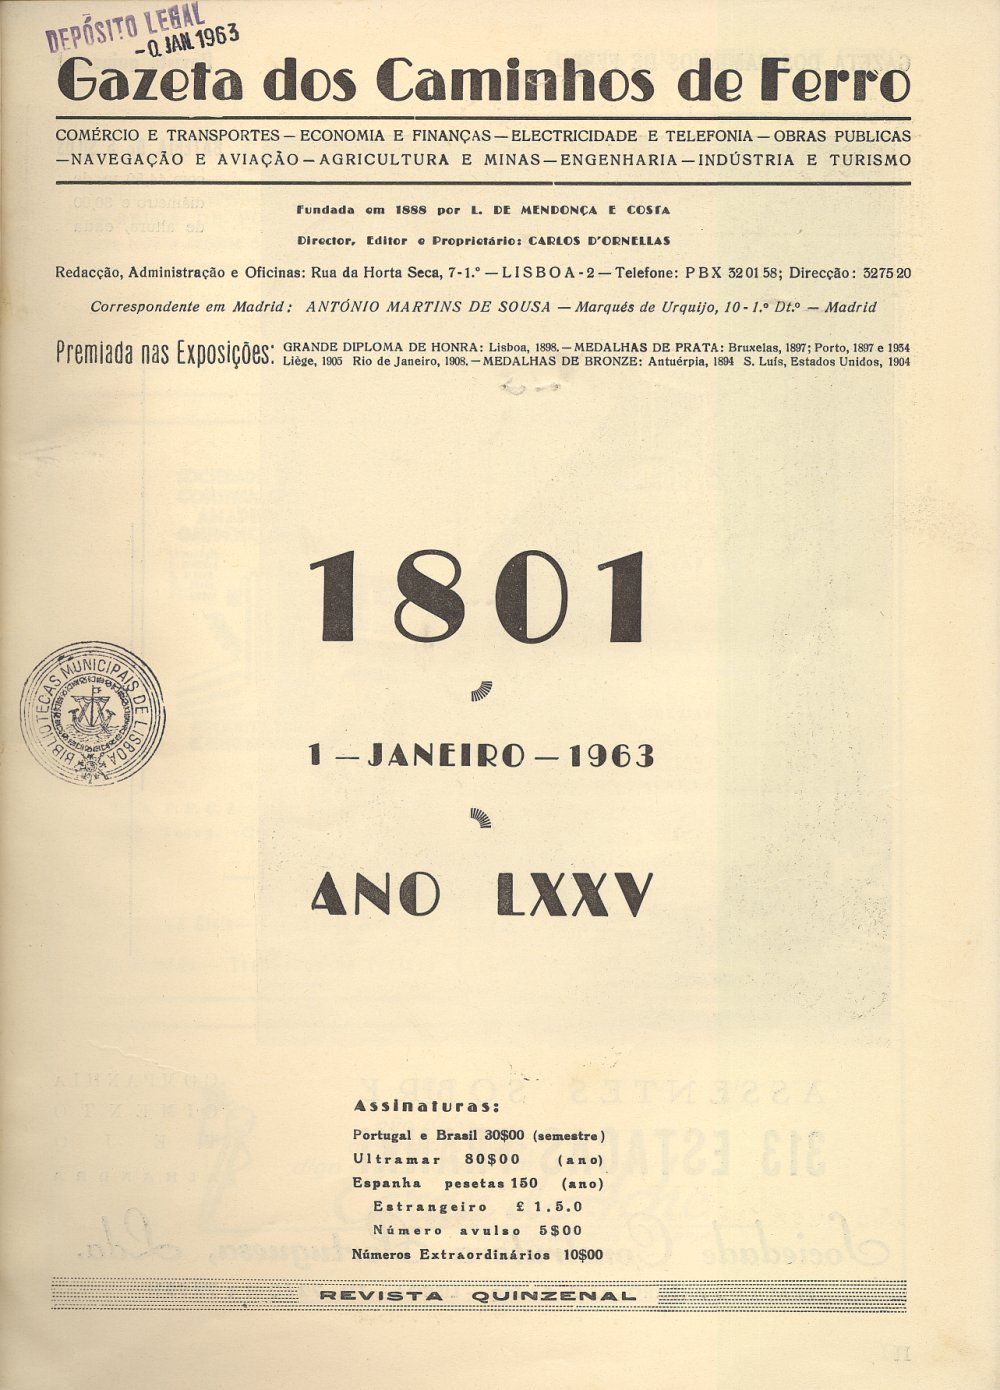 DEPÓSITO LEGAL
JAN. 1963
Gazeta dos Caminhos de Ferro
COMÉRCIO E TRANSPORTES — ECONOMIA E FINANÇAS — ELECTRICIDADE E TELEFONIA — OBRAS PUBLICAS
— NAVEGAÇÃO E AVIAÇÃO — AGRICULTURA E MINAS — ENGENHARIA — INDÚSTRIA E TURISMO
Fundada em 1888 por L. DE MENDONÇA E COSTA
Director, Editor e Proprietário: CARLOS D'ORNELLAS
Redacção, Administração e Oficinas: Rua da Horta Seca, 7-1.º — LISBOA-2 — Telefone: PBX 320158; Direcção: 327520
Correspondente em Madrid: ANTÓNIO MARTINS DE SOUSA — Marqués de Urquijo, 10-1.º Dt.º — Madrid
Premiada nas Exposições: GRANDE DIPLOMA DE HONRA: Lisboa, 1898. — MEDALHAS DE PRATA: Bruxelas, 1897; Porto, 1897 e 1934
Liège, 1905 Rio de Janeiro, 1908. — MEDALHAS DE BRONZE: Antuérpia, 1894 S. Luís, Estados Unidos, 1904
1801
BIBLIOTECAS MUNICIPAIS DE LISBOA
1 — JANEIRO — 1963
ANO LXXV
Assinaturas:
Portugal e Brasil 30$00 (semestre)
Ultramar 80$00 (ano)
Espanha pesetas 150 (ano)
Estrangeiro £ 1.5.0
Número avulso 5$00
Números Extraordinários 10$00
REVISTA QUINZENAL